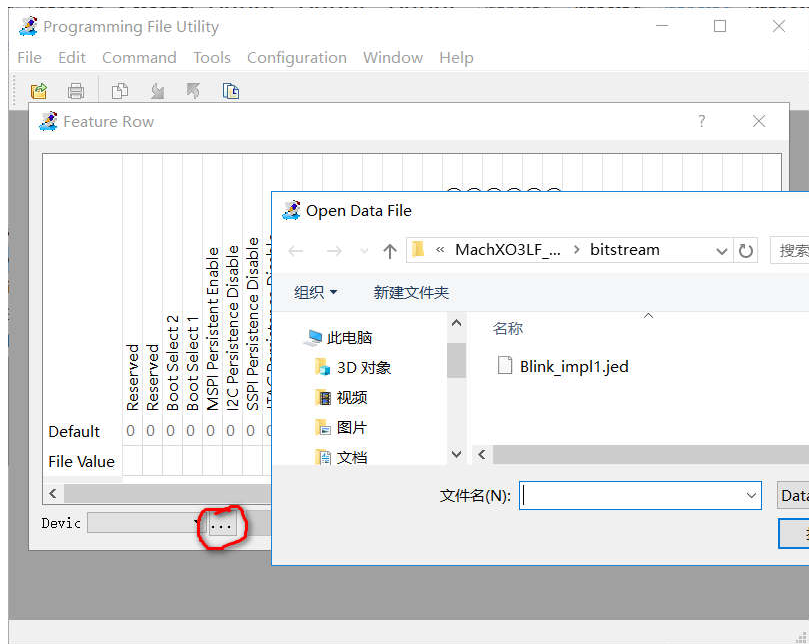 Programming File Utility
File Edit Command Tools Configuration Window Help
Feature Row
Reserved
Reserved
Boot Select 2
Boot Select 1
MSPI Persistent Enable
I2C Persistence Disable
SSPI Persistence Disable
Default 0 0 0 0 0 0 0
File Value
Devic
...
Open Data File
« MachXO3LF_... > bitstream
搜索
组织 新建文件夹
此电脑
3D 对象
视频
图片
文档
名称
Blink_impl1.jed
文件名(N):
Data